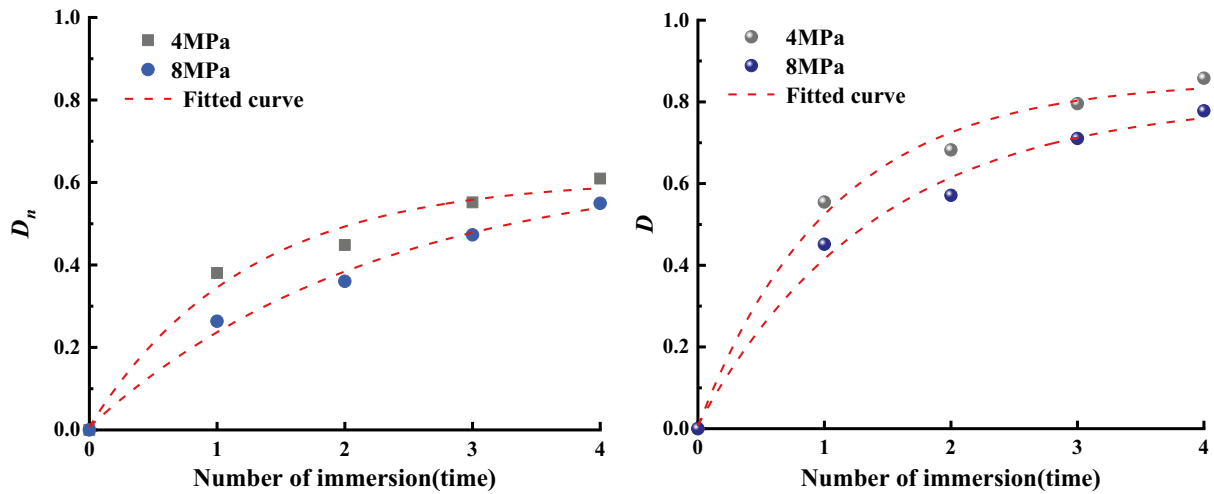 1.0
0.8
0.6
0.4
0.2
0.0
D_n
4MPa
8MPa
Fitted curve
0 1 2 3 4
Number of immersion(time)
1.0
0.8
0.6
0.4
0.2
0.0
D
4MPa
8MPa
Fitted curve
0 1 2 3 4
Number of immersion(time)